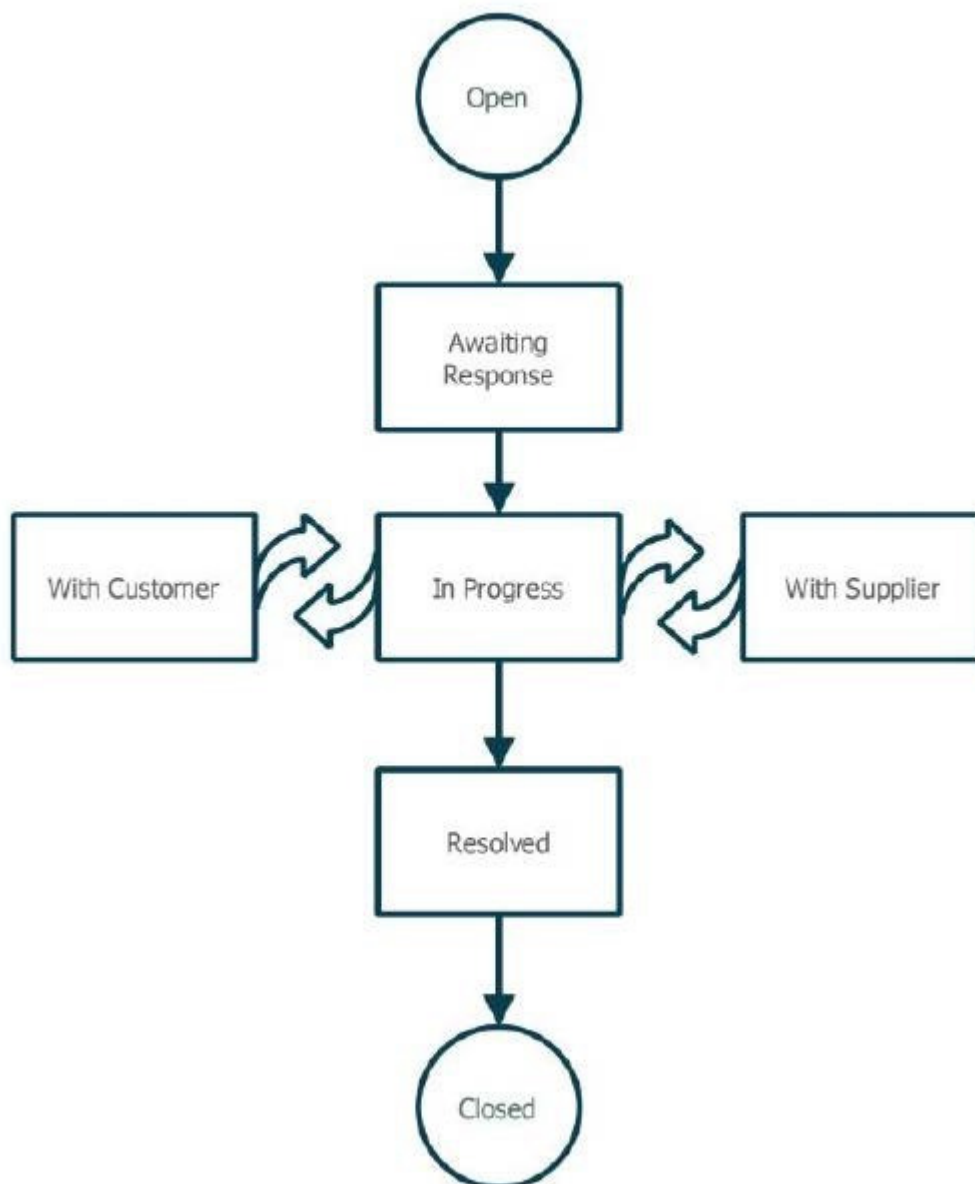 Open
Awaiting
Response
With Customer
In Progress
With Supplier
Resolved
Closed